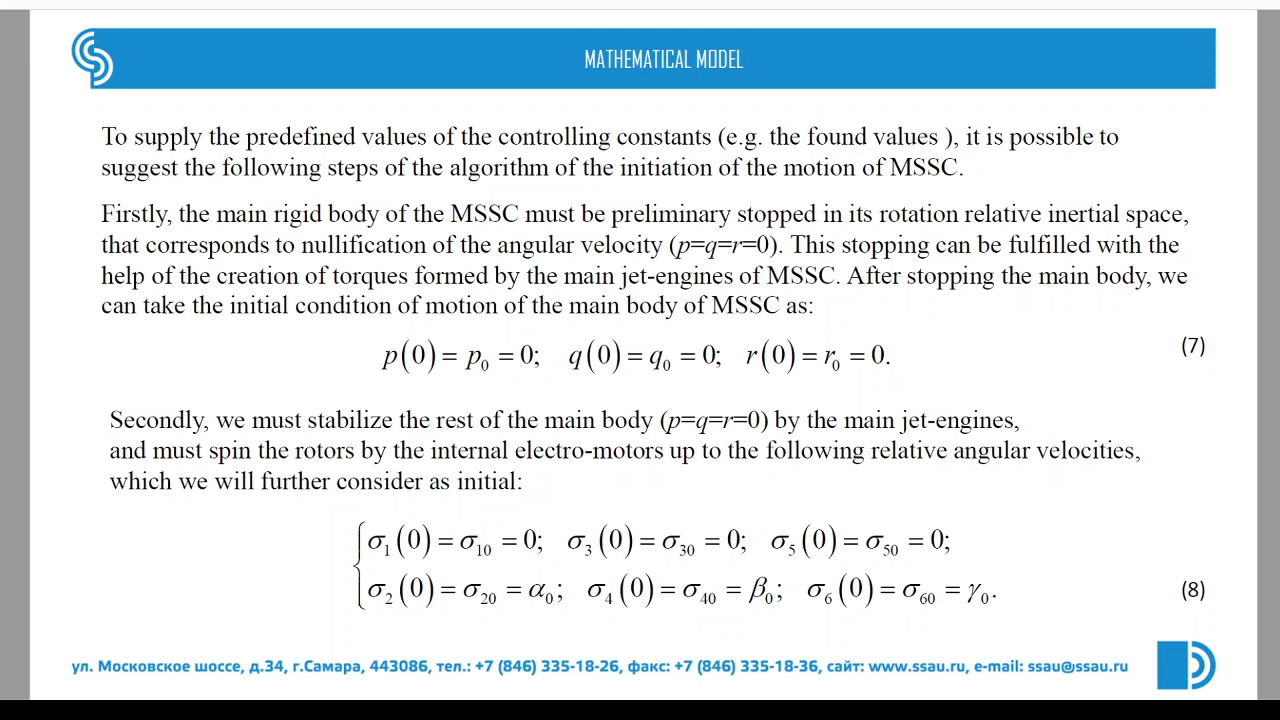 MATHEMATICAL MODEL
To supply the predefined values of the controlling constants (e.g. the found values ), it is possible to
suggest the following steps of the algorithm of the initiation of the motion of MSSC.
Firstly, the main rigid body of the MSSC must be preliminary stopped in its rotation relative inertial space,
that corresponds to nullification of the angular velocity (p=q=r=0). This stopping can be fulfilled with the
help of the creation of torques formed by the main jet-engines of MSSC. After stopping the main body, we
can take the initial condition of motion of the main body of MSSC as:
p(0) = p₀ = 0; q(0) = q₀ = 0; r(0) = r₀ = 0. (7)
Secondly, we must stabilize the rest of the main body (p=q=r=0) by the main jet-engines,
and must spin the rotors by the internal electro-motors up to the following relative angular velocities,
which we will further consider as initial:
σ₁(0) = σ₁₀ = 0; σ₃(0) = σ₃₀ = 0; σ₅(0) = σ₅₀ = 0;
σ₂(0) = σ₂₀ = α₀; σ₄(0) = σ₄₀ = β₀; σ₆(0) = σ₆₀ = γ₀. (8)
ул. Московское шоссе, д.34, г.Самара, 443086, тел.: +7 (846) 335-18-26, факс: +7 (846) 335-18-36, сайт: www.ssau.ru, e-mail: ssau@ssau.ru